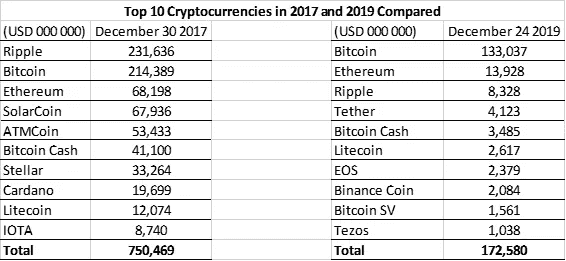 Top 10 Cryptocurrencies in 2017 and 2019 Compared
(USD 000 000) December 30 2017 (USD 000 000) December 24 2019
Ripple 231,636 Bitcoin 133,037
Bitcoin 214,389 Ethereum 13,928
Ethereum 68,198 Ripple 8,328
SolarCoin 67,936 Tether 4,123
ATMCoin 53,433 Bitcoin Cash 3,485
Bitcoin Cash 41,100 Litecoin 2,617
Stellar 33,264 EOS 2,379
Cardano 19,699 Binance Coin 2,084
Litecoin 12,074 Bitcoin SV 1,561
IOTA 8,740 Tezos 1,038
Total 750,469 Total 172,580